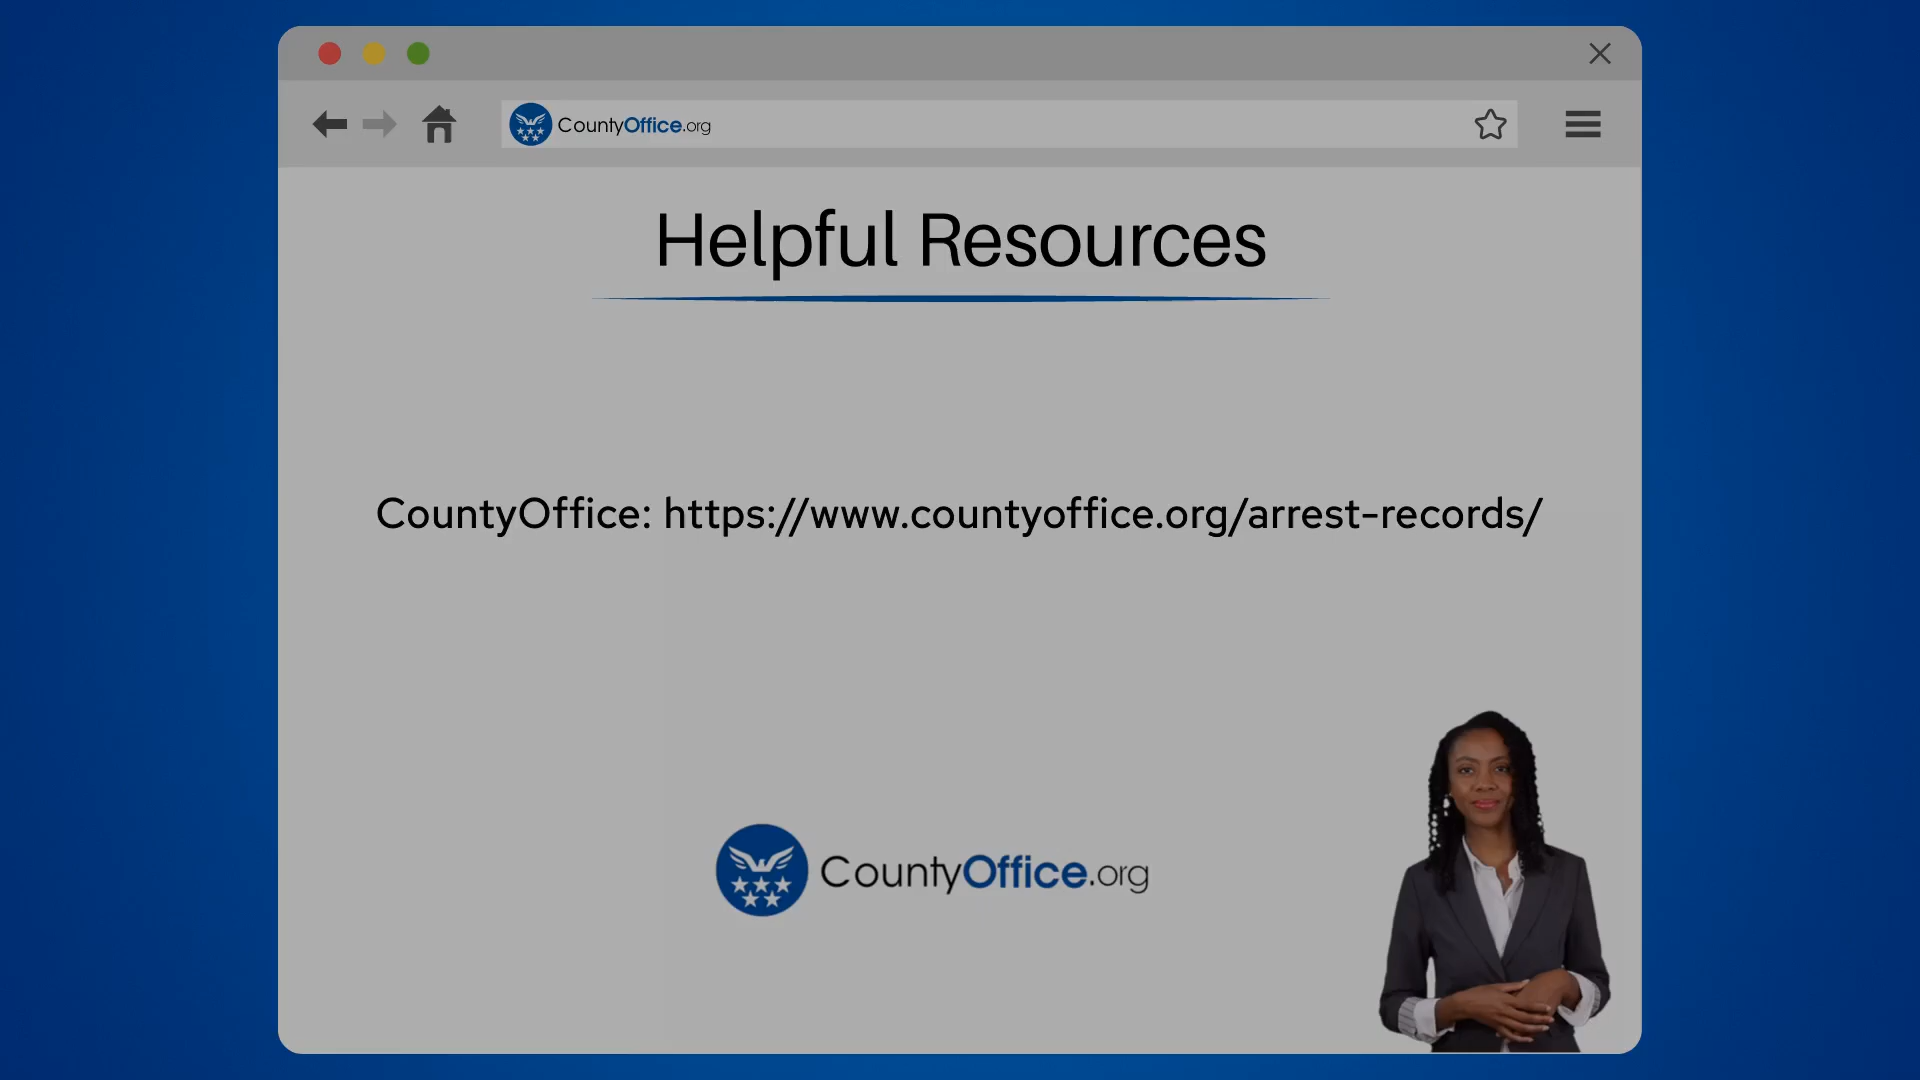 CountyOffice.org
Helpful Resources
CountyOffice: https://www.countyoffice.org/arrest-records/
CountyOffice.org